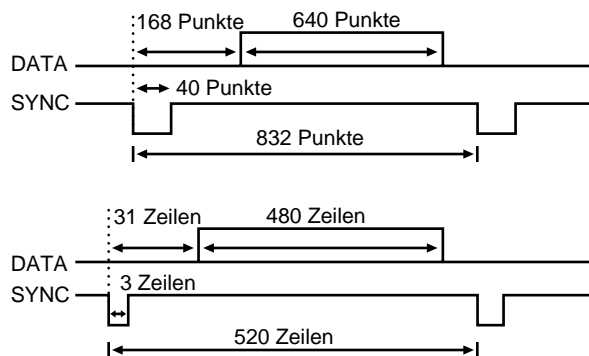 168 Punkte
640 Punkte
DATA
SYNC
40 Punkte
832 Punkte
31 Zeilen
480 Zeilen
DATA
SYNC
3 Zeilen
520 Zeilen